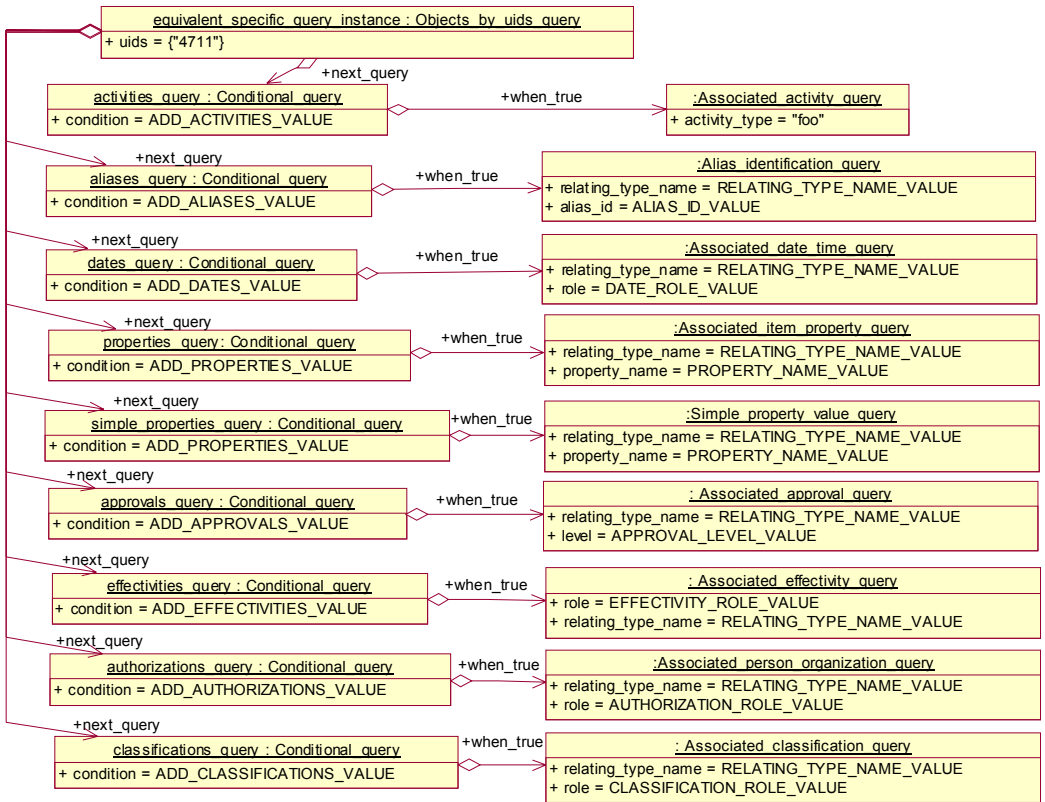 equivalent_specific_query_instance : Objects_by_uids_query
+ uids = {"4711"}
+next_query
activities_query : Conditional_query
+ condition = ADD_ACTIVITIES_VALUE
+when_true
:Associated_activity_query
+ activity_type = "foo"
+next_query
aliases_query : Conditional_query
+ condition = ADD_ALIASES_VALUE
+when_true
:Alias_identification_query
+ relating_type_name = RELATING_TYPE_NAME_VALUE
+ alias_id = ALIAS_ID_VALUE
+next_query
dates_query : Conditional_query
+ condition = ADD_DATES_VALUE
+when_true
:Associated_date_time_query
+ relating_type_name = RELATING_TYPE_NAME_VALUE
+ role = DATE_ROLE_VALUE
+next_query
properties_query: Conditional_query
+ condition = ADD_PROPERTIES_VALUE
+when_true
:Associated_item_property_query
+ relating_type_name = RELATING_TYPE_NAME_VALUE
+ property_name = PROPERTY_NAME_VALUE
+next_query
simple_properties_query : Conditional_query
+ condition = ADD_PROPERTIES_VALUE
+when_true
:Simple_property_value_query
+ relating_type_name = RELATING_TYPE_NAME_VALUE
+ property_name = PROPERTY_NAME_VALUE
+next_query
approvals_query : Conditional_query
+ condition = ADD_APPROVALS_VALUE
+when_true
: Associated_approval_query
+ relating_type_name = RELATING_TYPE_NAME_VALUE
+ level = APPROVAL_LEVEL_VALUE
+next_query
effectivities_query : Conditional_query
+ condition = ADD_EFFECTIVITIES_VALUE
+when_true
: Associated_effectivity_query
+ role = EFFECTIVITY_ROLE_VALUE
+ relating_type_name = RELATING_TYPE_NAME_VALUE
+next_query
authorizations_query : Conditional_query
+ condition = ADD_AUTHORIZATIONS_VALUE
+when_true
:Associated_person_organization_query
+ relating_type_name = RELATING_TYPE_NAME_VALUE
+ role = AUTHORIZATION_ROLE_VALUE
+next_query
classifications_query : Conditional_query
+ condition = ADD_CLASSIFICATIONS_VALUE
+when_true
: Associated_classification_query
+ relating_type_name = RELATING_TYPE_NAME_VALUE
+ role = CLASSIFICATION_ROLE_VALUE